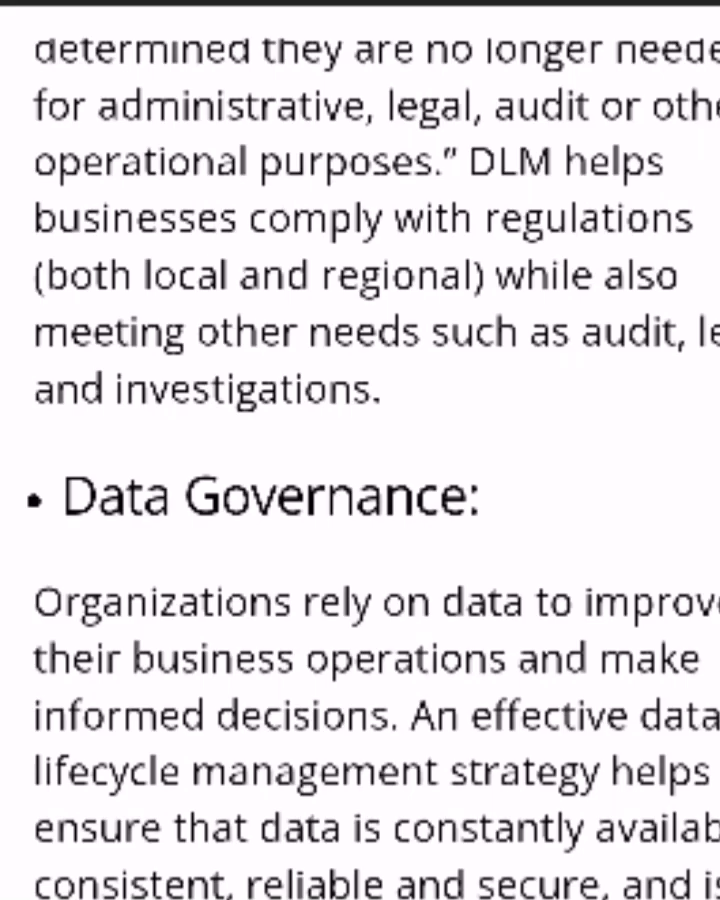 determined they are no longer neede
for administrative, legal, audit or othe
operational purposes.” DLM helps
businesses comply with regulations
(both local and regional) while also
meeting other needs such as audit, le
and investigations.
• Data Governance:
Organizations rely on data to improve
their business operations and make
informed decisions. An effective data
lifecycle management strategy helps
ensure that data is constantly availab
consistent, reliable and secure, and is